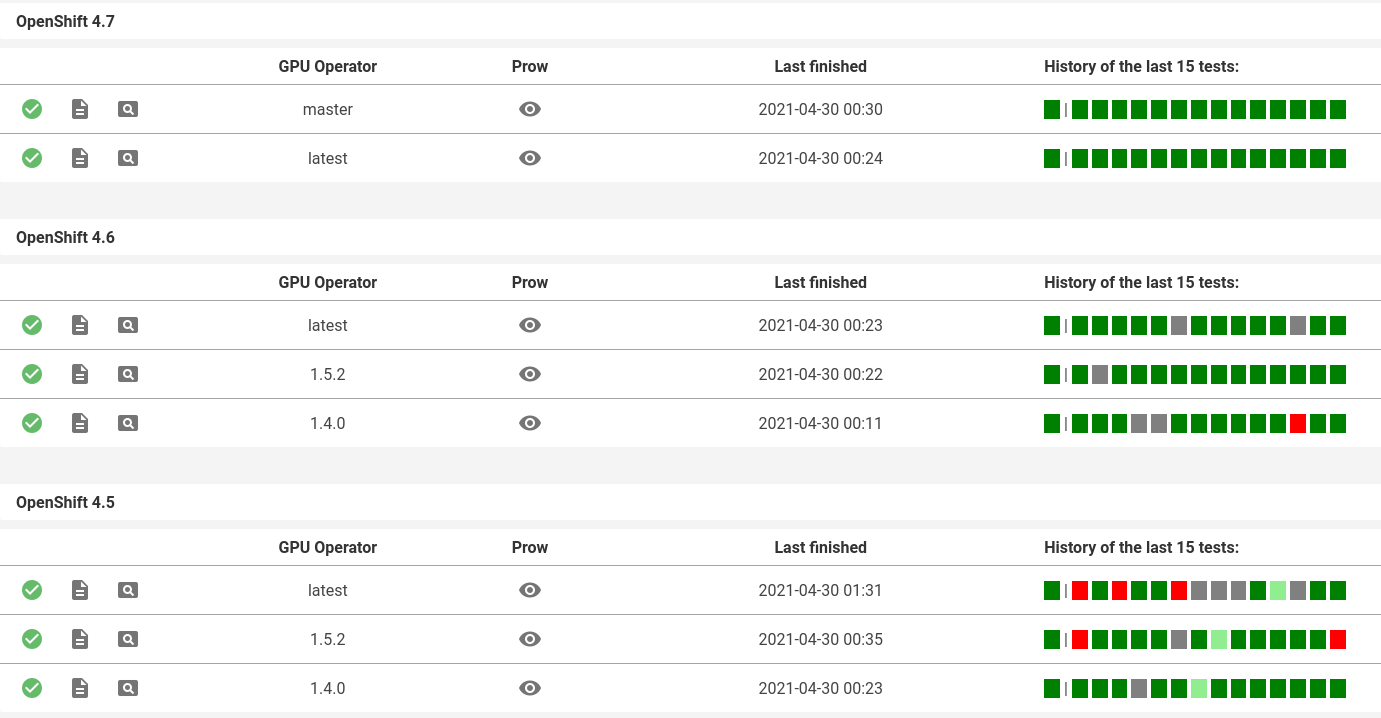 OpenShift 4.7
GPU Operator Prow Last finished History of the last 15 tests:
master 2021-04-30 00:30 |
latest 2021-04-30 00:24 |
OpenShift 4.6
GPU Operator Prow Last finished History of the last 15 tests:
latest 2021-04-30 00:23 |
1.5.2 2021-04-30 00:22 |
1.4.0 2021-04-30 00:11 |
OpenShift 4.5
GPU Operator Prow Last finished History of the last 15 tests:
latest 2021-04-30 01:31 |
1.5.2 2021-04-30 00:35 |
1.4.0 2021-04-30 00:23 |